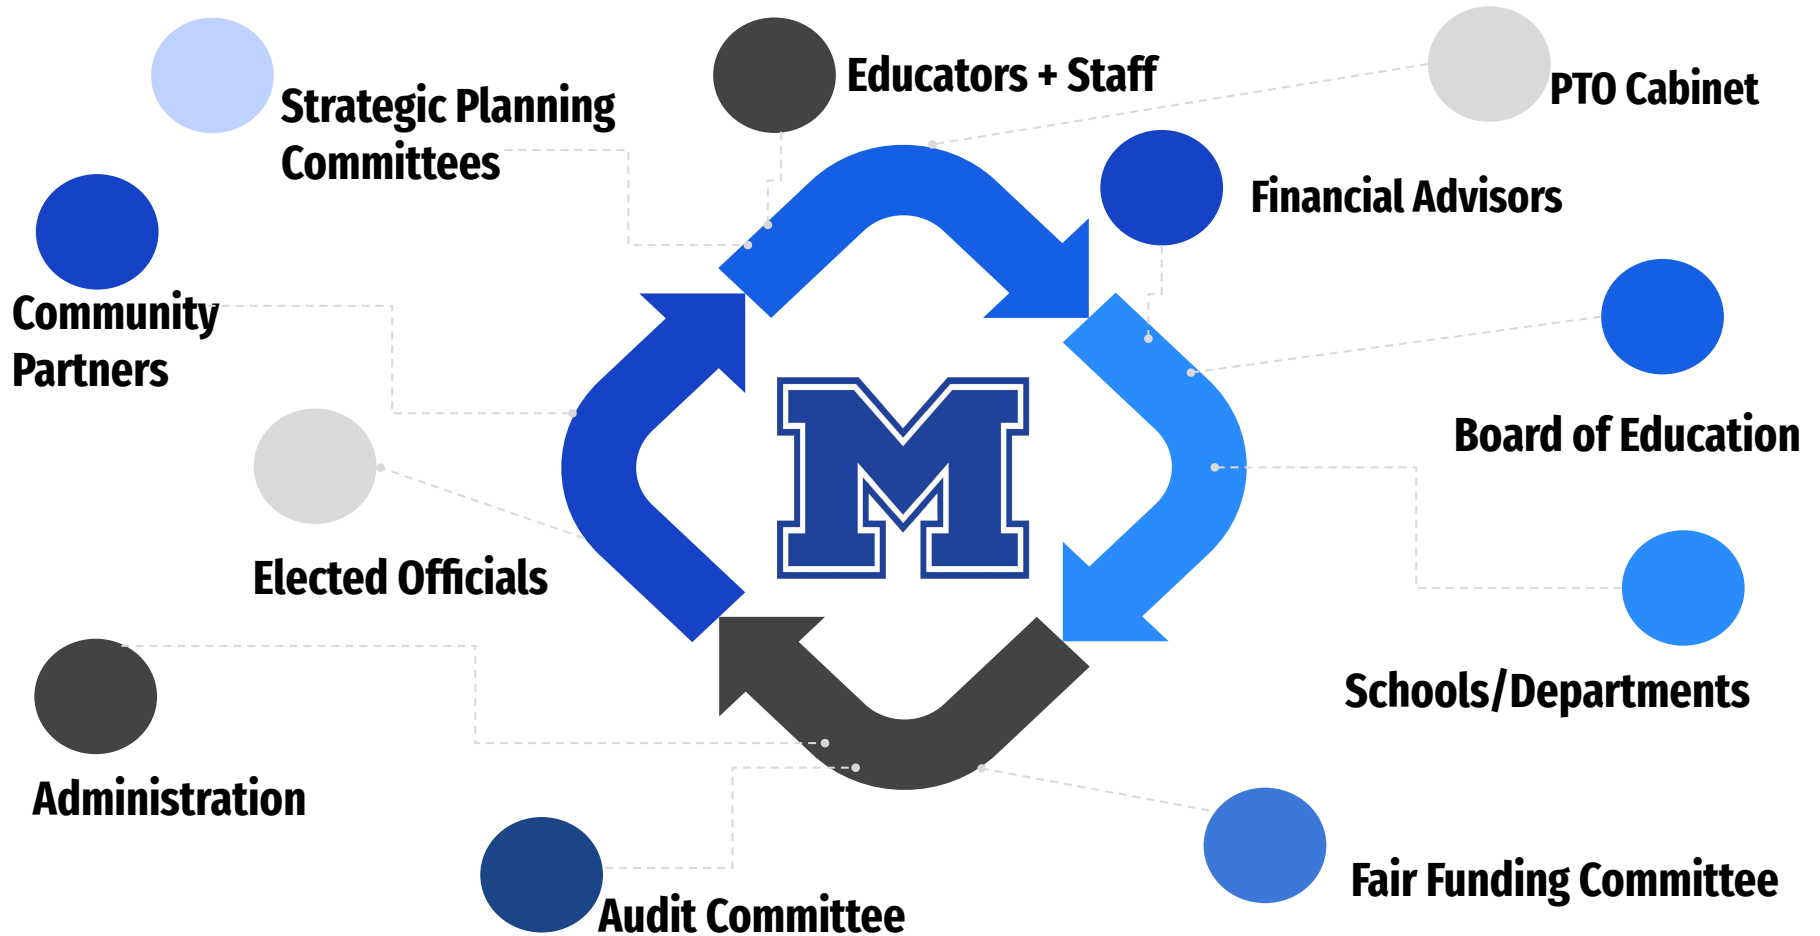 Educators + Staff
PTO Cabinet
Strategic Planning
Committees
Financial Advisors
Community
Partners
M
Board of Education
Elected Officials
Schools/Departments
Administration
Fair Funding Committee
Audit Committee